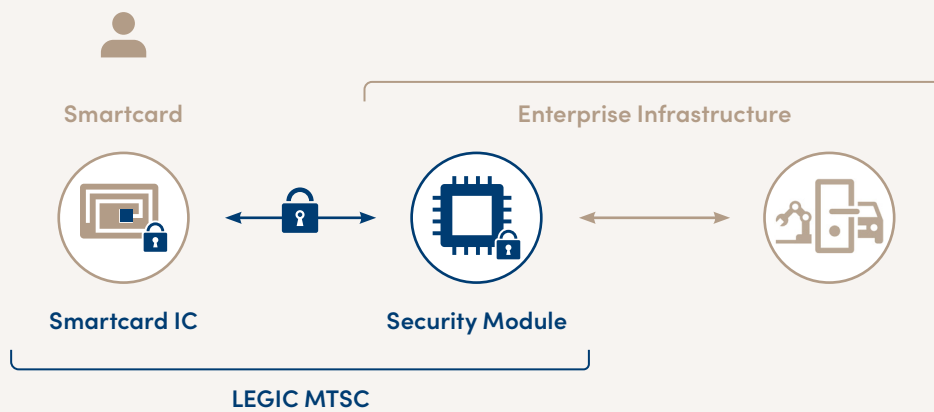 Smartcard
Enterprise Infrastructure
Smartcard IC
Security Module
LEGIC MTSC